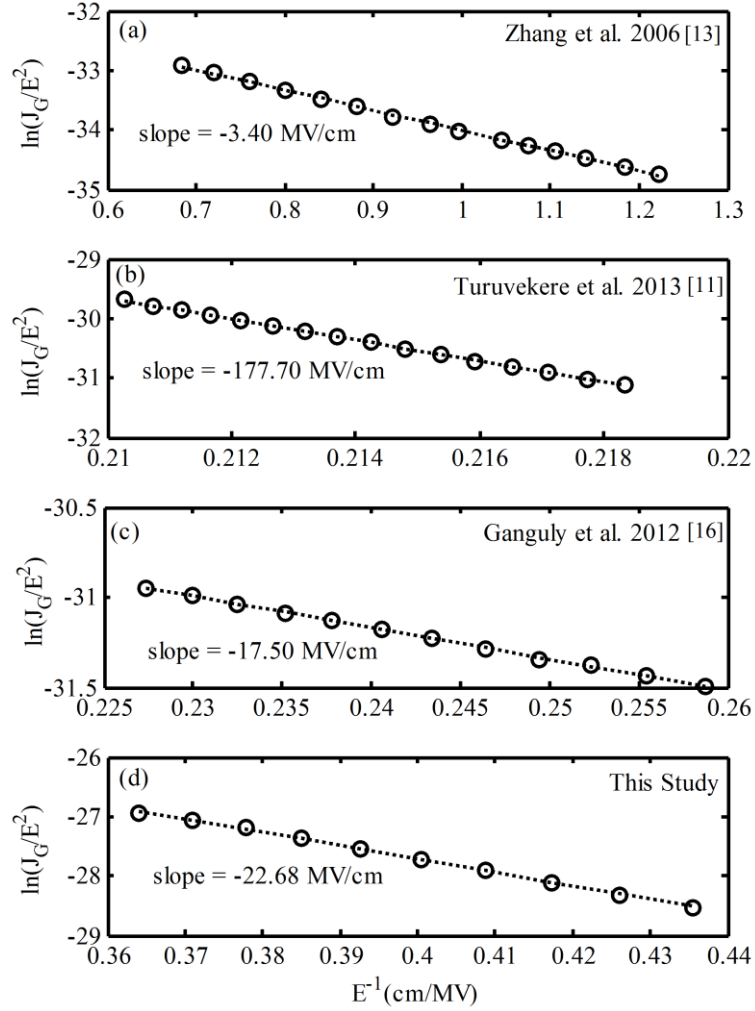 -32
(a)
Zhang et al. 2006 [13]
-33
ln(J_G/E^2)
-34
slope = -3.40 MV/cm
-35
0.6 0.7 0.8 0.9 1 1.1 1.2 1.3
-29
(b)
Turuvekere et al. 2013 [11]
-30
ln(J_G/E^2)
-31
slope = -177.70 MV/cm
-32
0.21 0.212 0.214 0.216 0.218 0.22
-30.5
(c)
Ganguly et al. 2012 [16]
-31
ln(J_G/E^2)
slope = -17.50 MV/cm
-31.5
0.225 0.23 0.235 0.24 0.245 0.25 0.255 0.26
-26
(d)
This Study
-27
ln(J_G/E^2)
-28
slope = -22.68 MV/cm
-29
0.36 0.37 0.38 0.39 0.4 0.41 0.42 0.43 0.44
E^-1(cm/MV)